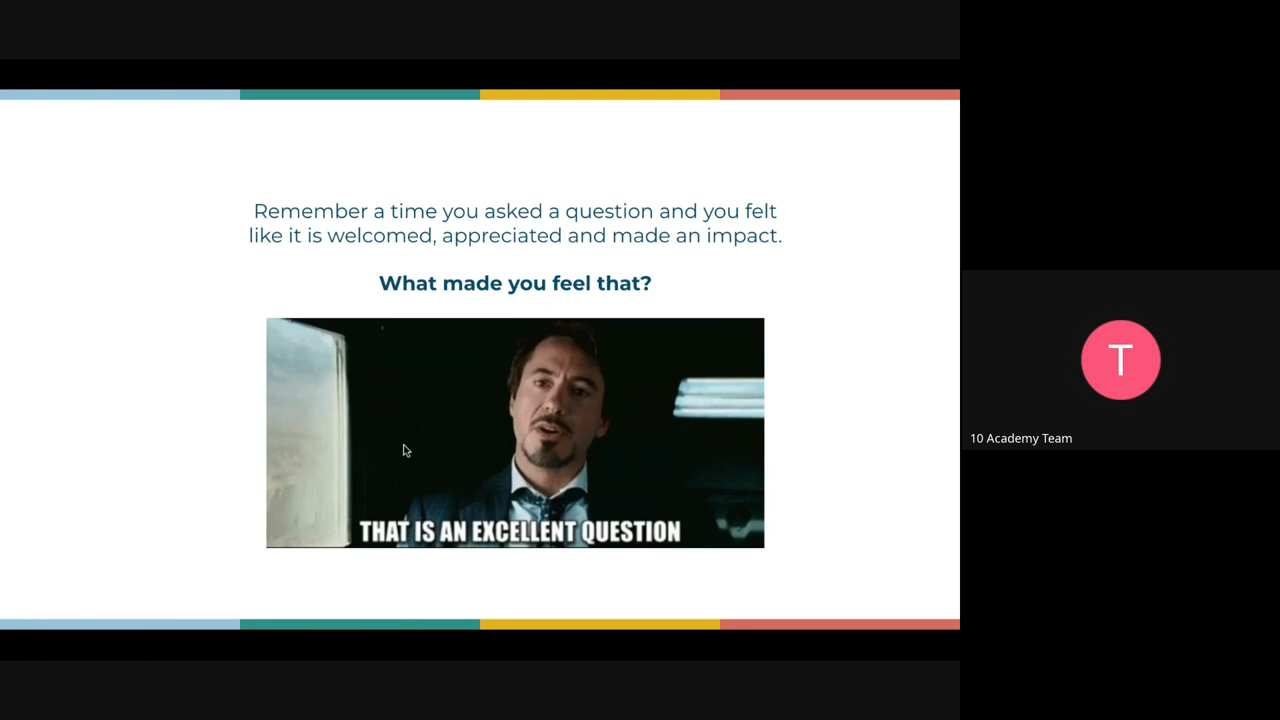 Remember a time you asked a question and you felt
like it is welcomed, appreciated and made an impact.
What made you feel that?
THAT IS AN EXCELLENT QUESTION
T
10 Academy Team